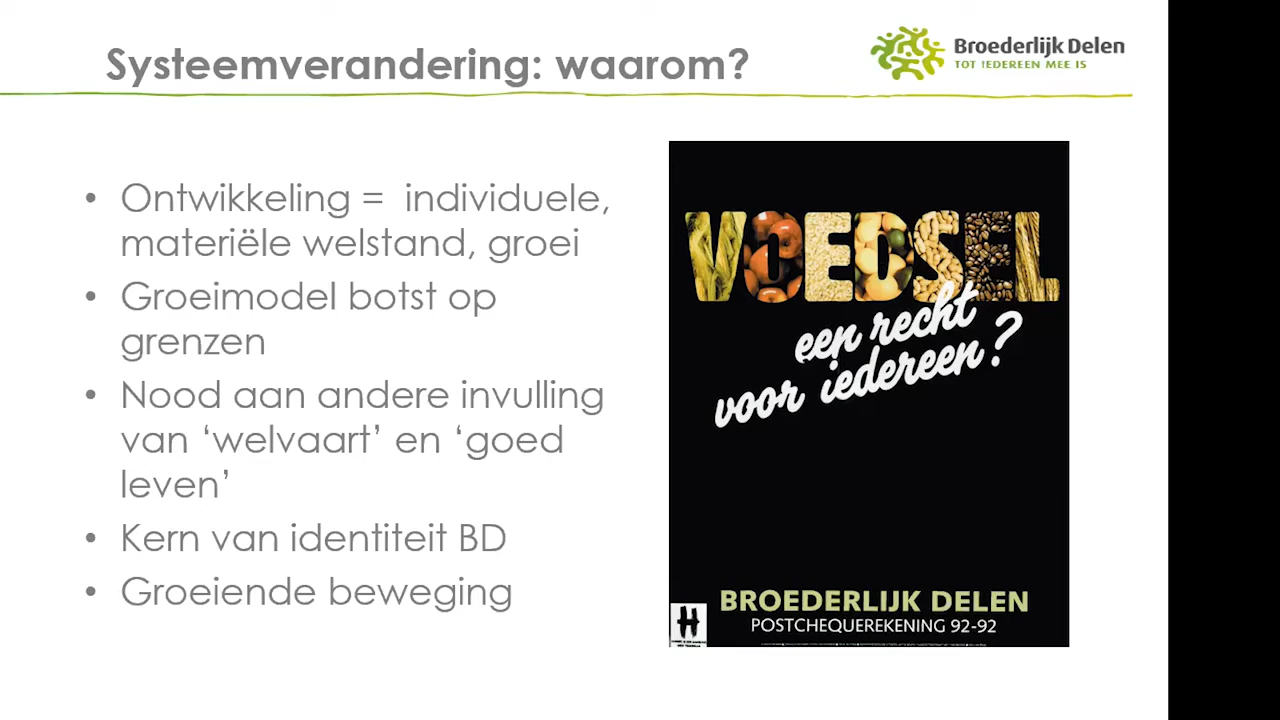 Systeemverandering: waarom?
Broederlijk Delen
TOT IEDEREEN MEE IS
• Ontwikkeling = individuele,
materiële welstand, groei
• Groeimodel botst op
grenzen
• Nood aan andere invulling
van ‘welvaart’ en ‘goed
leven’
• Kern van identiteit BD
• Groeiende beweging
VOEDSEL
een recht
voor iedereen?
BROEDERLIJK DELEN
POSTCHEQUEREKENING 92-92